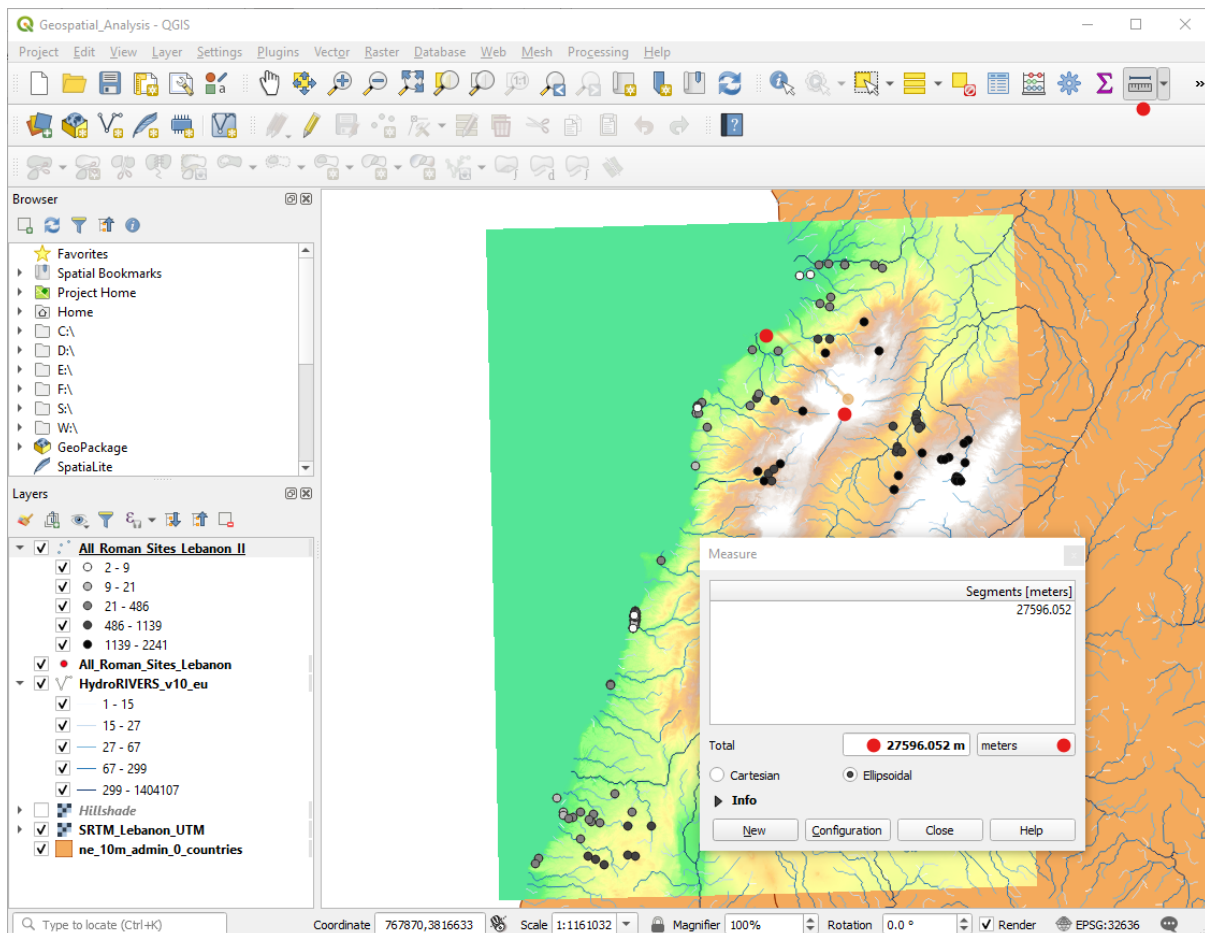 Geospatial_Analysis - QGIS
Project Edit View Layer Settings Plugins Vector Raster Database Web Mesh Processing Help
Browser
Favorites
Spatial Bookmarks
Project Home
Home
C:\
D:\
E:\
F:\
S:\
W:\
GeoPackage
SpatiaLite
Layers
All_Roman_Sites_Lebanon_II
2 - 9
9 - 21
21 - 486
486 - 1139
1139 - 2241
All_Roman_Sites_Lebanon
HydroRIVERS_v10_eu
1 - 15
15 - 27
27 - 67
67 - 299
299 - 1404107
Hillshade
SRTM_Lebanon_UTM
ne_10m_admin_0_countries
Measure
Segments [meters]
27596.052
Total 27596.052 m meters
Cartesian Ellipsoidal
Info
New Configuration Close Help
Type to locate (Ctrl+K) Coordinate 767870,3816633 Scale 1:1161032 Magnifier 100% Rotation 0.0 ° Render EPSG:32636